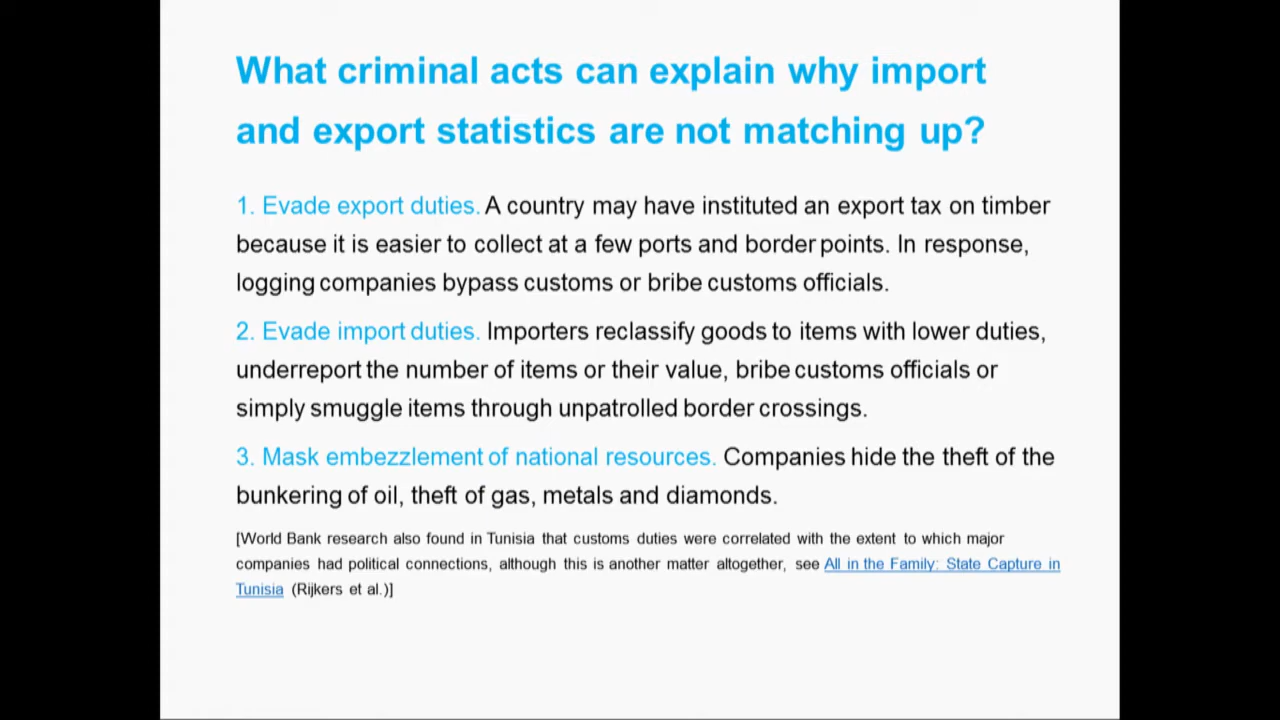 What criminal acts can explain why import
and export statistics are not matching up?
1. Evade export duties. A country may have instituted an export tax on timber
because it is easier to collect at a few ports and border points. In response,
logging companies bypass customs or bribe customs officials.
2. Evade import duties. Importers reclassify goods to items with lower duties,
underreport the number of items or their value, bribe customs officials or
simply smuggle items through unpatrolled border crossings.
3. Mask embezzlement of national resources. Companies hide the theft of the
bunkering of oil, theft of gas, metals and diamonds.
[World Bank research also found in Tunisia that customs duties were correlated with the extent to which major
companies had political connections, although this is another matter altogether, see All in the Family: State Capture in
Tunisia (Rijkers et al.)]